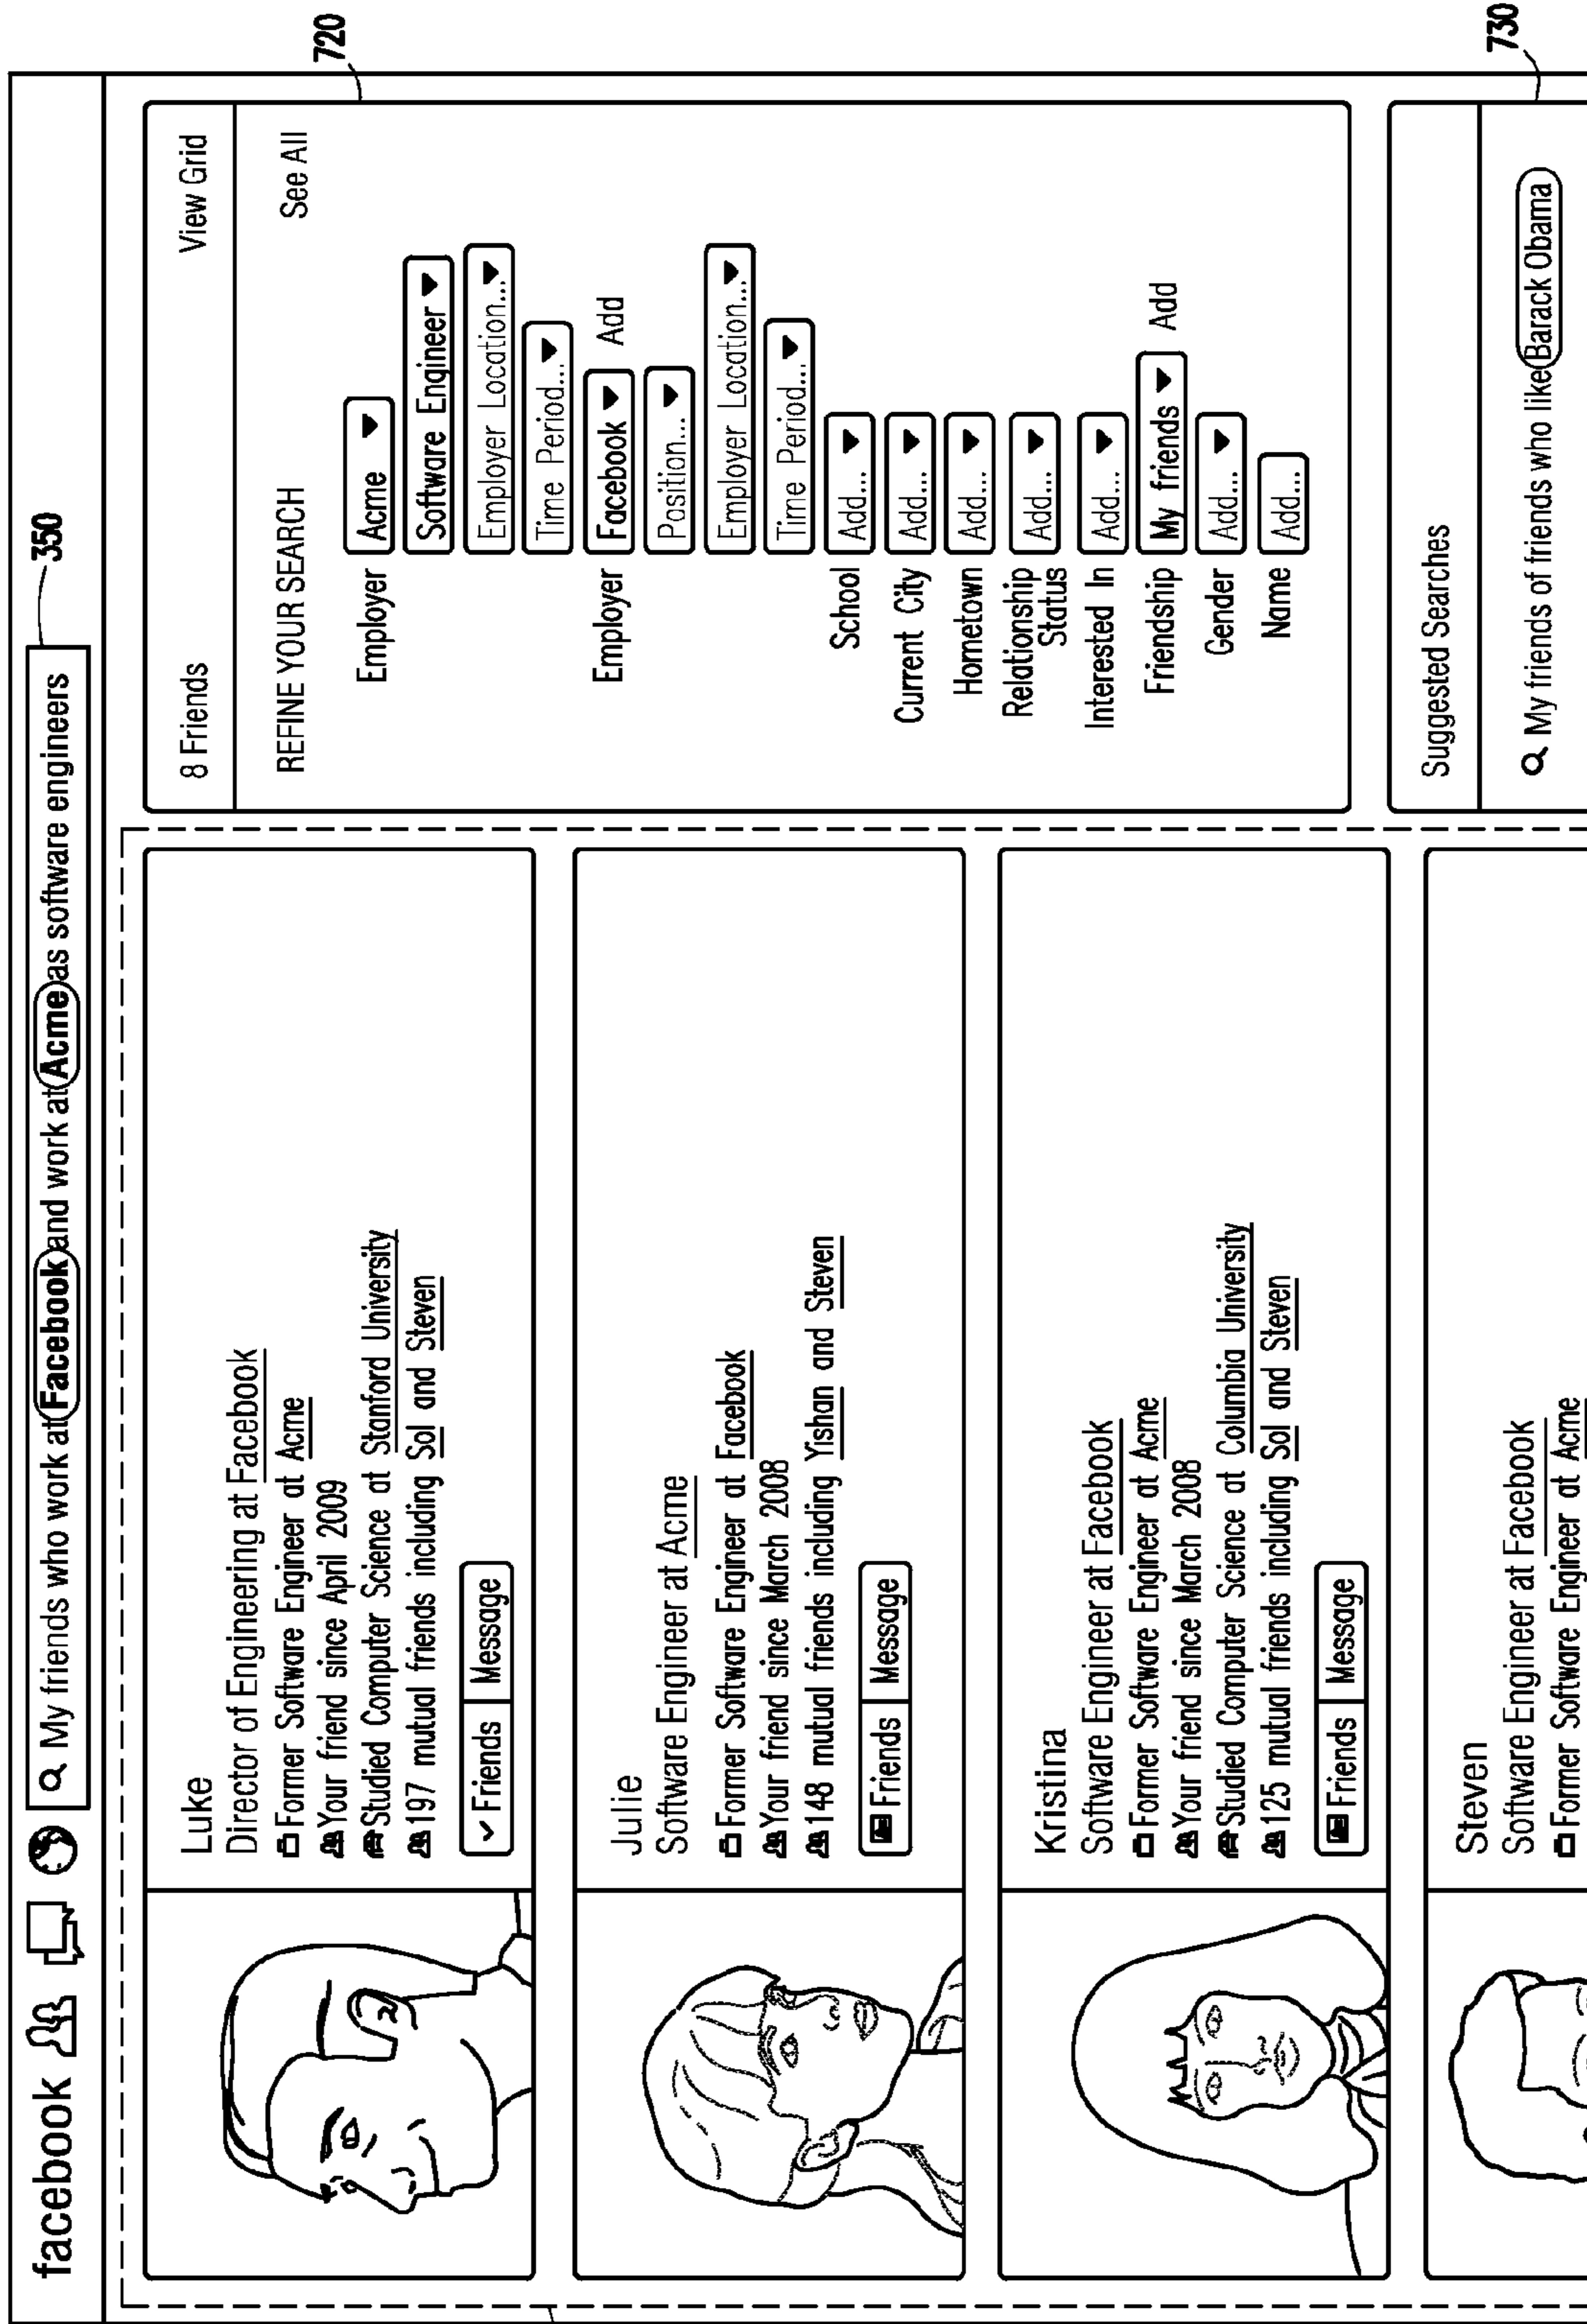 facebook
My friends who work at Facebook and work at Acme as software engineers
350
Luke
Director of Engineering at Facebook
Former Software Engineer at Acme
Your friend since April 2009
Studied Computer Science at Stanford University
197 mutual friends including Sol and Steven
Friends Message
Julie
Software Engineer at Acme
Former Software Engineer at Facebook
Your friend since March 2008
148 mutual friends including Yishan and Steven
Friends Message
Kristina
Software Engineer at Facebook
Former Software Engineer at Acme
Your friend since March 2008
Studied Computer Science at Columbia University
125 mutual friends including Sol and Steven
Friends Message
Steven
Software Engineer at Facebook
Former Software Engineer at Acme
8 Friends View Grid
720
REFINE YOUR SEARCH See All
Employer Acme
Software Engineer
Employer Location...
Time Period...
Employer Facebook Add
Position...
Employer Location...
Time Period...
School Add...
Current City Add...
Hometown Add...
Relationship
Status Add...
Interested In Add...
Friendship My friends Add
Gender Add...
Name Add...
Suggested Searches
730
My friends of friends who like Barack Obama